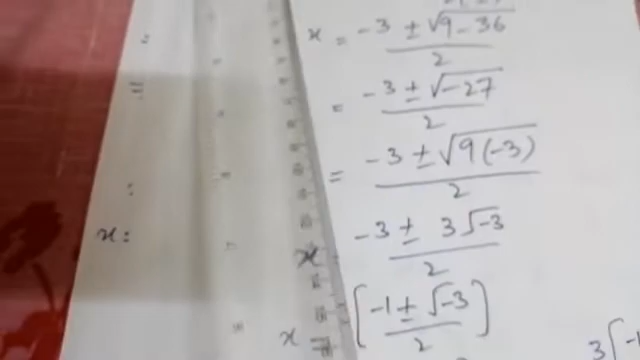 x = -3 ± √9-36 / 2
= -3 ± √-27 / 2
= -3 ± √9(-3) / 2
x: x -3 ± 3√-3 / 2
x = [-1 ± √-3 / 2]
3[-1